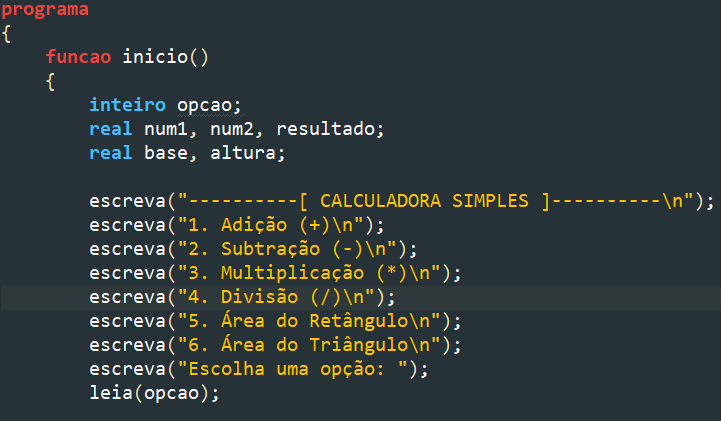 programa
{
funcao inicio()
{
inteiro opcao;
real num1, num2, resultado;
real base, altura;
escreva("----------[ CALCULADORA SIMPLES ]----------\n");
escreva("1. Adição (+)\n");
escreva("2. Subtração (-)\n");
escreva("3. Multiplicação (*)\n");
escreva("4. Divisão (/)\n");
escreva("5. Área do Retângulo\n");
escreva("6. Área do Triângulo\n");
escreva("Escolha uma opção: ");
leia(opcao);